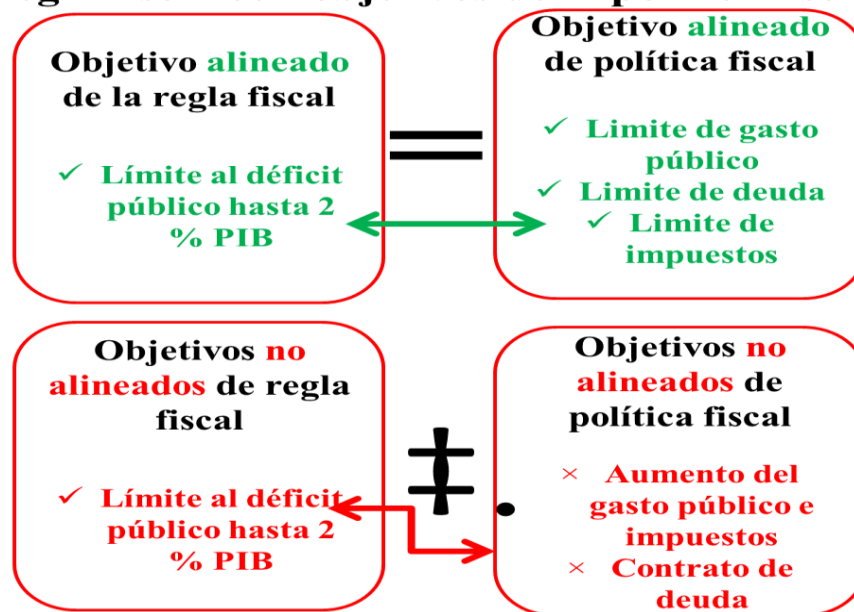 Objetivo alineado
de la regla fiscal
✓ Límite al déficit
público hasta 2
% PIB
=
Objetivo alineado
de política fiscal
✓ Limite de gasto
público
✓ Limite de deuda
✓ Limite de
impuestos
Objetivos no
alineados de regla
fiscal
✓ Límite al déficit
público hasta 2
% PIB
‡
Objetivos no
alineados de
política fiscal
× Aumento del
gasto público e
impuestos
× Contrato de
deuda